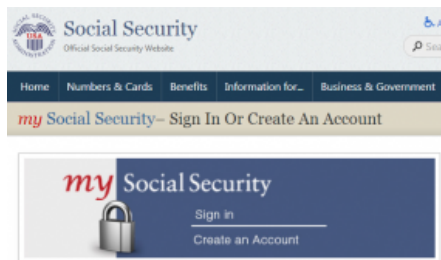 Social Security
Official Social Security Website
USA
Home Numbers & Cards Benefits Information for... Business & Government
my Social Security– Sign In Or Create An Account
my Social Security
Sign in
Create an Account